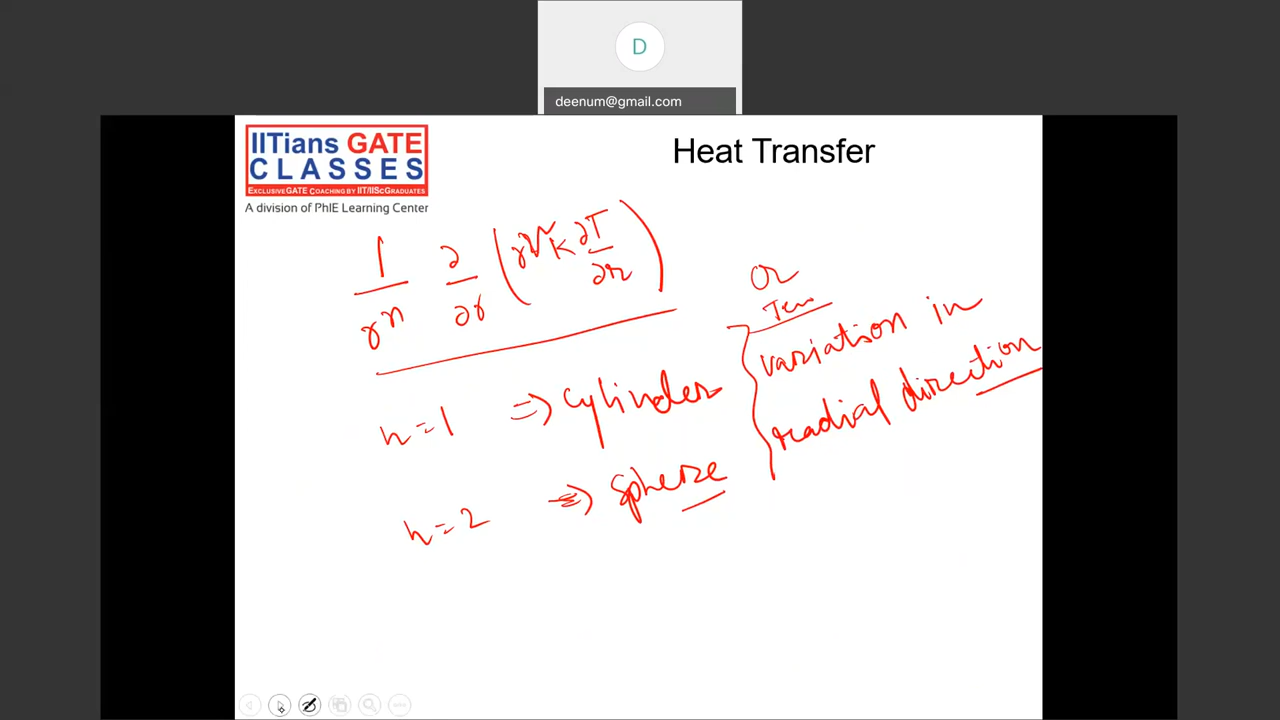 D
deenum@gmail.com
IITians GATE
CLASSES
EXCLUSIVE GATE COACHING BY IIT/IISc GRADUATES
A division of PhIE Learning Center
Heat Transfer
1/r^n ∂/∂r (r^n K ∂T/∂r)
Or
Tem
variation in
radial direction
n=1 => Cylinder
n=2 => Sphere